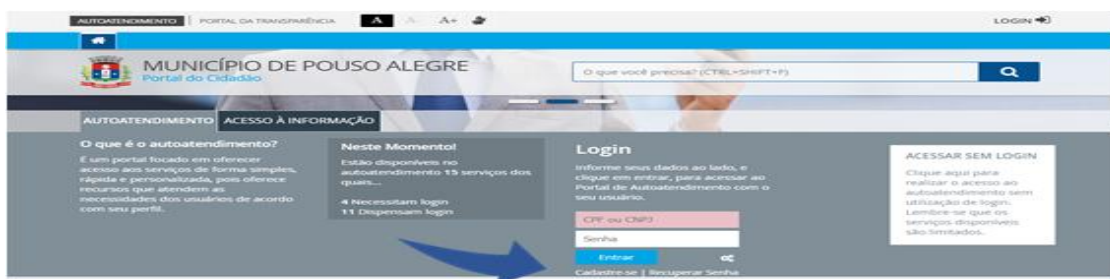 AUTOATENDIMENTO PORTAL DA TRANSPARÊNCIA A A- A+ LOGIN
MUNICÍPIO DE POUSO ALEGRE
Portal do Cidadão
O que você precisa? (CTRL+SHIFT+F)
AUTOATENDIMENTO ACESSO À INFORMAÇÃO
O que é o autoatendimento?
É um portal focado em oferecer
acesso aos serviços de forma simples,
rápida e personalizada, pois oferece
recursos que atendem as
necessidades dos usuários de acordo
com seu perfil.
Neste Momento!
Estão disponíveis no
autoatendimento 15 serviços dos
quais...
4 Necessitam login
11 Dispensam login
Login
Informe seus dados ao lado, e
clique em entrar, para acessar ao
Portal de Autoatendimento com o
seu usuário.
CPF ou CNPJ
Senha
Entrar
Cadastre-se | Recuperar Senha
ACESSAR SEM LOGIN
Clique aqui para
realizar o acesso ao
autoatendimento sem
utilização de login.
Lembre-se que os
serviços disponíveis
são limitados.